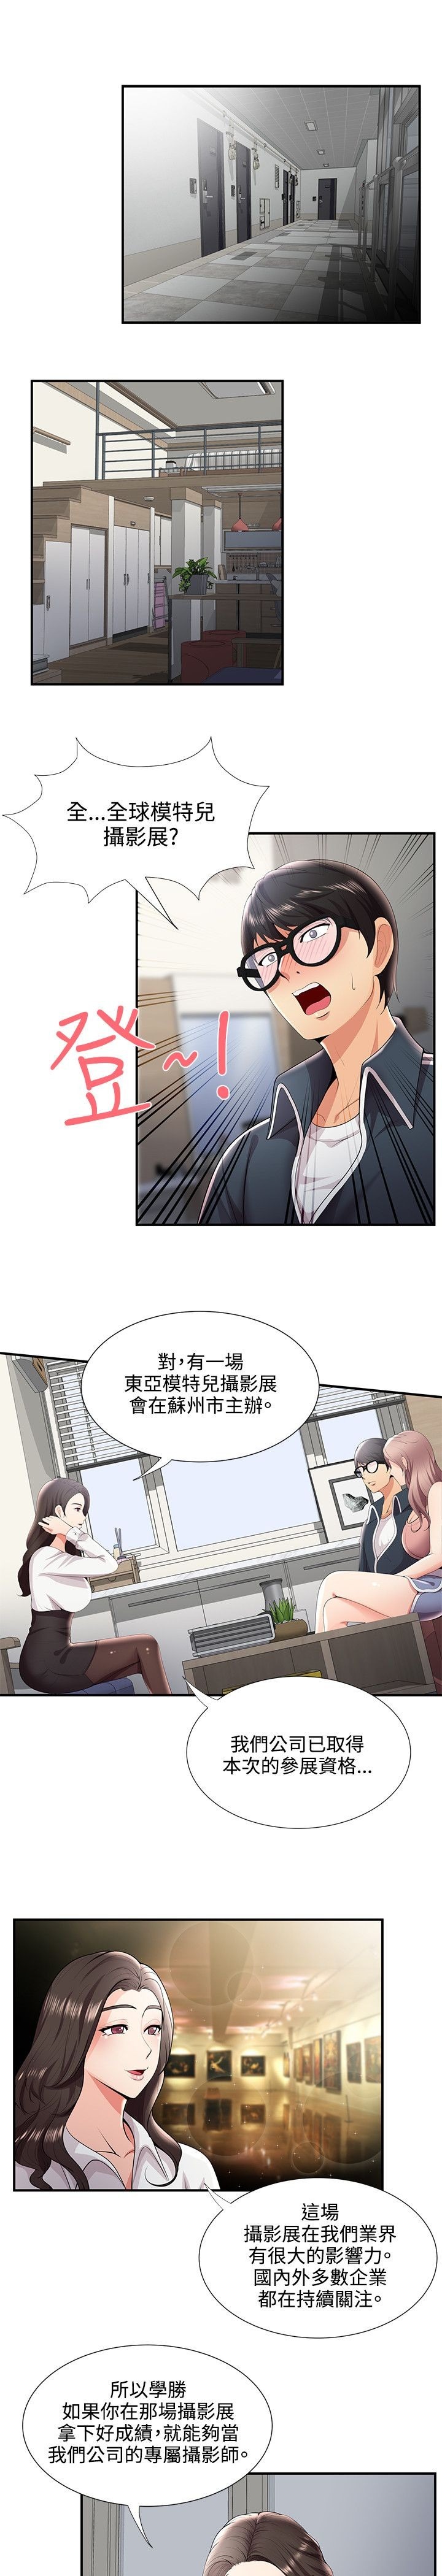 全...全球模特兒
攝影展?
登~!
對,有一場
東亞模特兒攝影展
會在蘇州市主辦。
我們公司已取得
本次的參展資格...
這場
攝影展在我們業界
有很大的影響力。
國內外多數企業
都在持續關注。
所以學勝
如果你在那場攝影展
拿下好成績,就能夠當
我們公司的專屬攝影師。